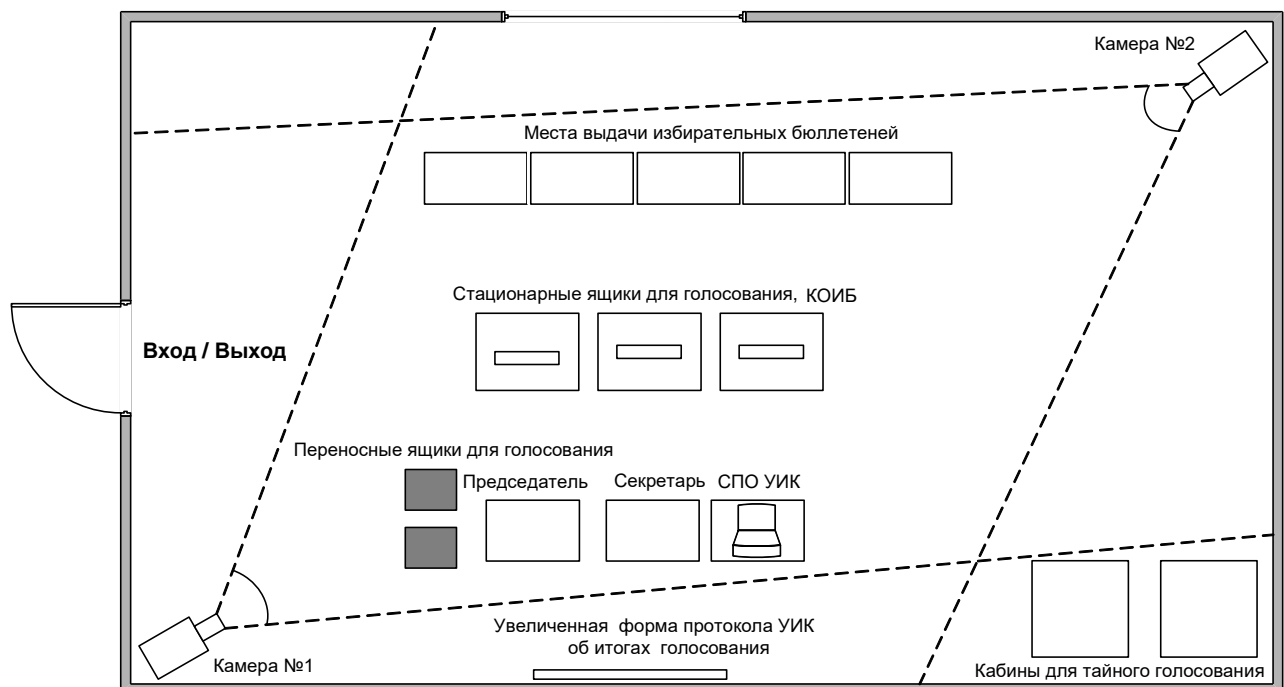 Камера №2
Места выдачи избирательных бюллетеней
Стационарные ящики для голосования, КОИБ
Вход / Выход
Переносные ящики для голосования
Председатель
Секретарь
СПО УИК
Увеличенная форма протокола УИК
об итогах голосования
Камера №1
Кабины для тайного голосования